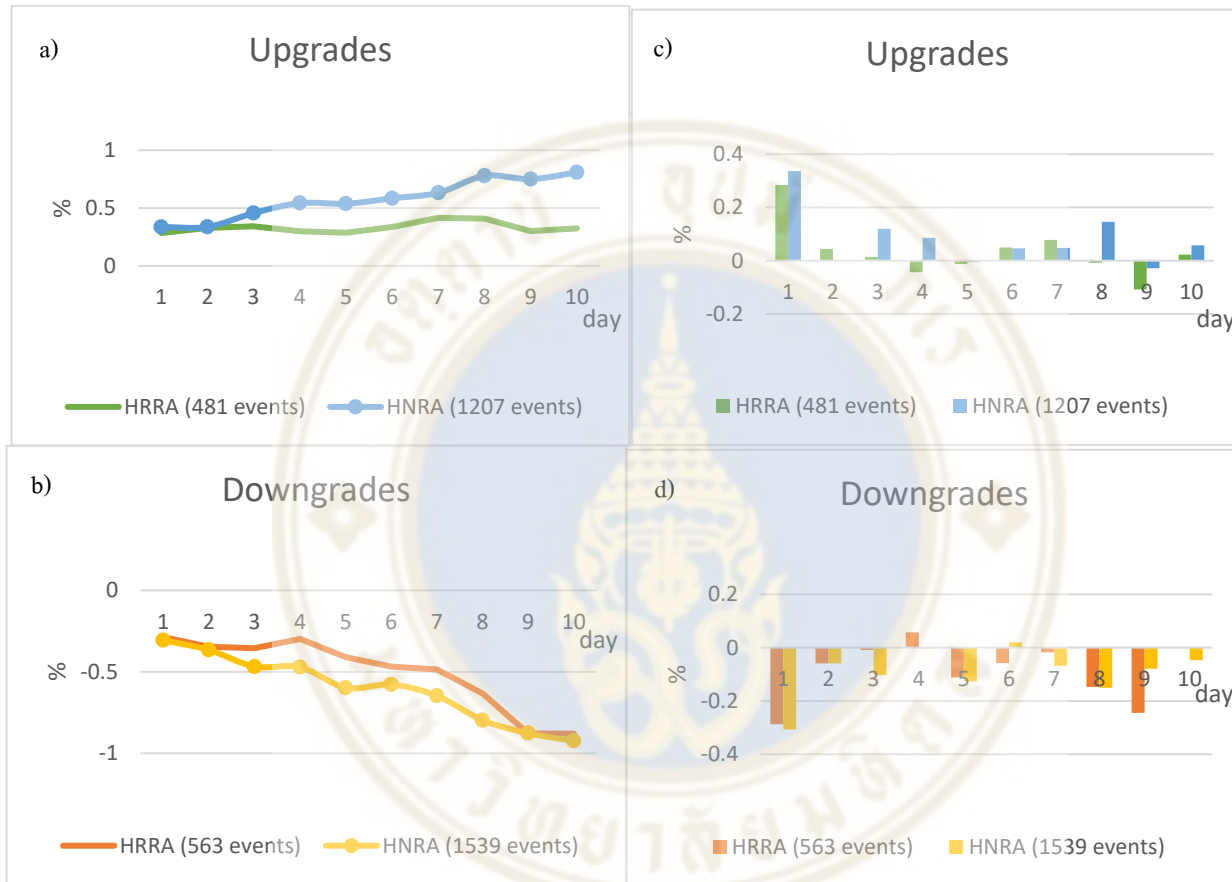 a)
Upgrades
1
0.5
0
%
1 2 3 4 5 6 7 8 9 10
day
HRRA (481 events) HNRA (1207 events)
c)
Upgrades
0.4
0.2
0
-0.2
%
1 2 3 4 5 6 7 8 9 10
day
HRRA (481 events) HNRA (1207 events)
b)
Downgrades
0
-0.5
-1
%
1 2 3 4 5 6 7 8 9 10
day
HRRA (563 events) HNRA (1539 events)
d)
Downgrades
0.2
0
-0.2
-0.4
%
1 2 3 4 5 6 7 8 9 10
day
HRRA (563 events) HNRA (1539 events)